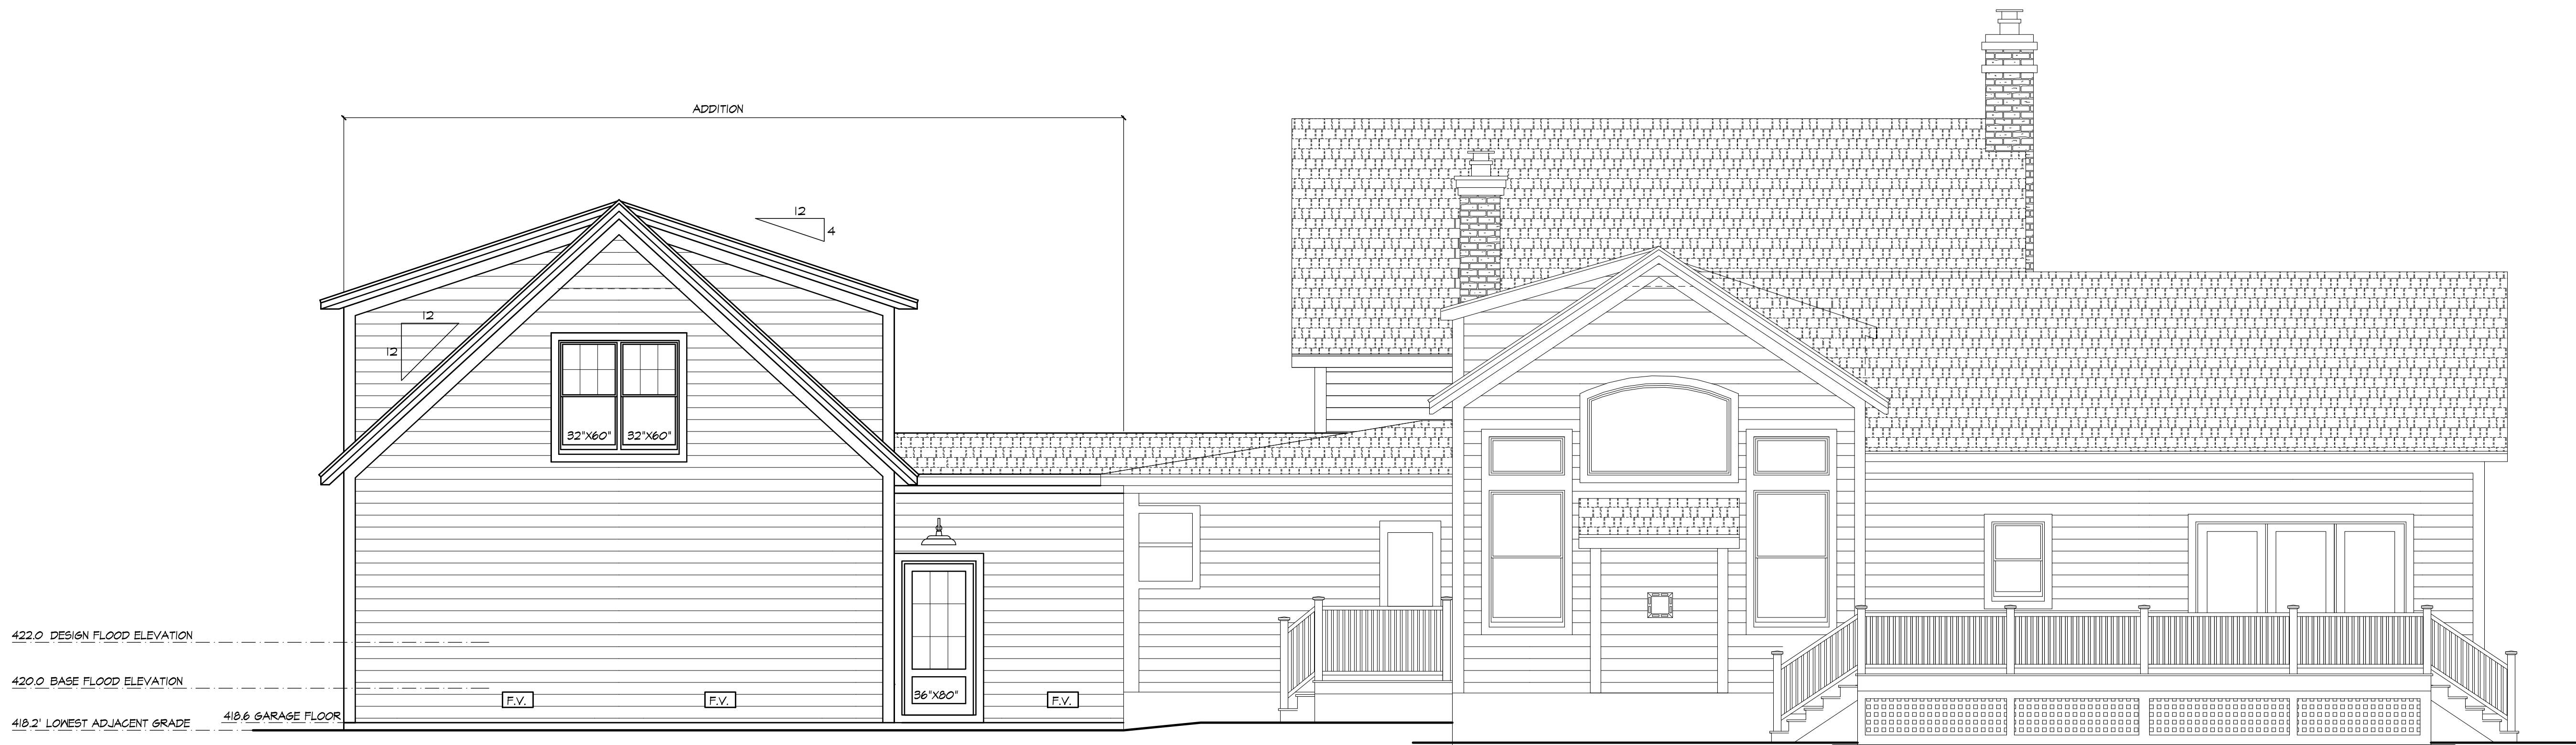 ADDITION
12
4
12
12
32"X60" 32"X60"
422.0 DESIGN FLOOD ELEVATION
420.0 BASE FLOOD ELEVATION
36"X80"
F.V. F.V. F.V.
418.2' LOWEST ADJACENT GRADE 418.6 GARAGE FLOOR